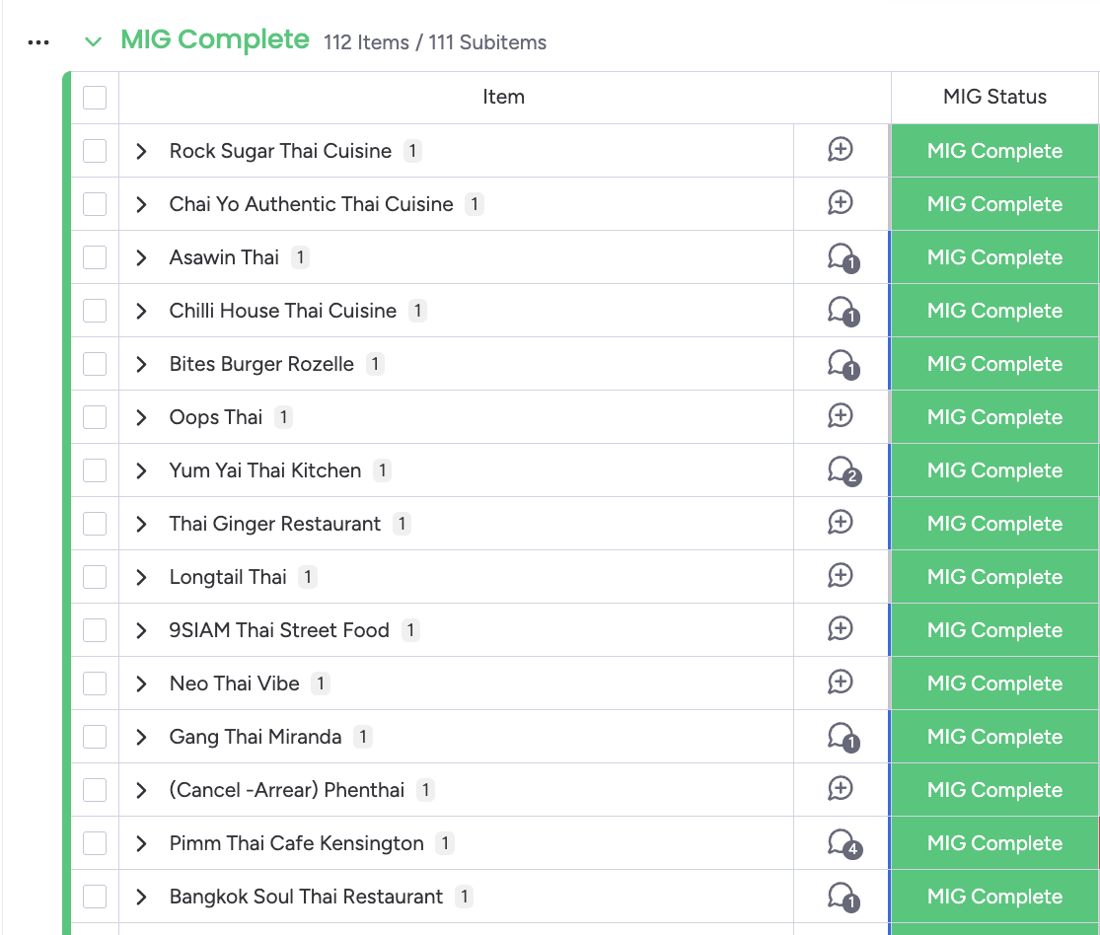 MIG Complete 112 Items / 111 Subitems
Item MIG Status
Rock Sugar Thai Cuisine 1 MIG Complete
Chai Yo Authentic Thai Cuisine 1 MIG Complete
Asawin Thai 1 1 MIG Complete
Chilli House Thai Cuisine 1 1 MIG Complete
Bites Burger Rozelle 1 1 MIG Complete
Oops Thai 1 MIG Complete
Yum Yai Thai Kitchen 1 2 MIG Complete
Thai Ginger Restaurant 1 MIG Complete
Longtail Thai 1 MIG Complete
9SIAM Thai Street Food 1 MIG Complete
Neo Thai Vibe 1 MIG Complete
Gang Thai Miranda 1 1 MIG Complete
(Cancel -Arrear) Phenthai 1 MIG Complete
Pimm Thai Cafe Kensington 1 4 MIG Complete
Bangkok Soul Thai Restaurant 1 1 MIG Complete